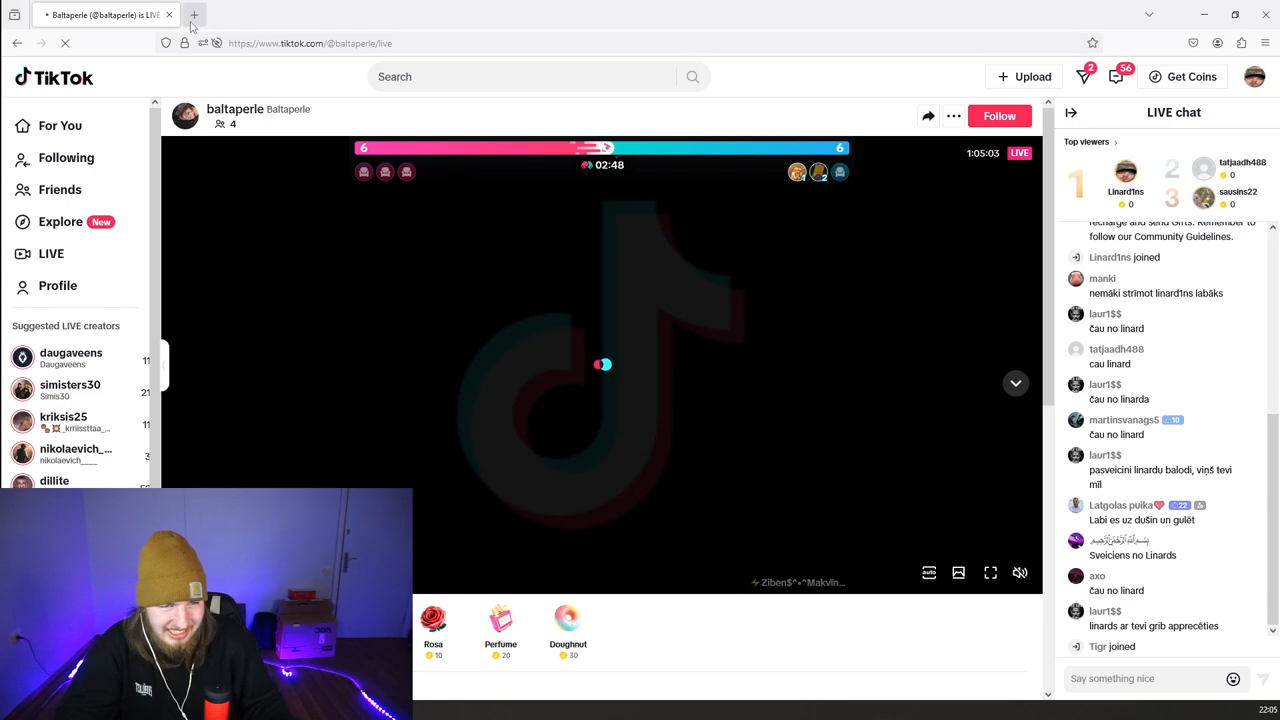 Baltaperle (@baltaperle) is LIVE
https://www.tiktok.com/@baltaperle/live
TikTok
Search
Upload
2
56
Get Coins
For You
Following
Friends
Explore New
LIVE
Profile
Suggested LIVE creators
daugaveens
Daugaveens
11
simisters30
Simis30
21
kriksis25
_krriissttaa_...
11
nikolaevich_...
nikolaevich____
3
dillite
baltaperle Baltaperle
4
Follow
6
6
02:48
1:05:03 LIVE
auto
Rosa
10
Perfume
20
Doughnut
30
LIVE chat
Top viewers
1
Linard1ns
0
2
tatjaadh488
0
3
sausins22
0
recharge and send Gifts. Remember to
follow our Community Guidelines.
Linard1ns joined
manki
nemāki strīmot linard1ns labāks
laur1$$
čau no linard
tatjaadh488
cau linard
laur1$$
čau no linarda
martinsvanags5 10
čau no linard
laur1$$
pasveicini linardu balodi, viņš tevi
mīl
Latgolas puika 22
Labi es uz dušin un gulēt
Sveiciens no Linards
axo
čau no linard
laur1$$
linards ar tevi grib apprecēties
Tigr joined
Say something nice
22:05